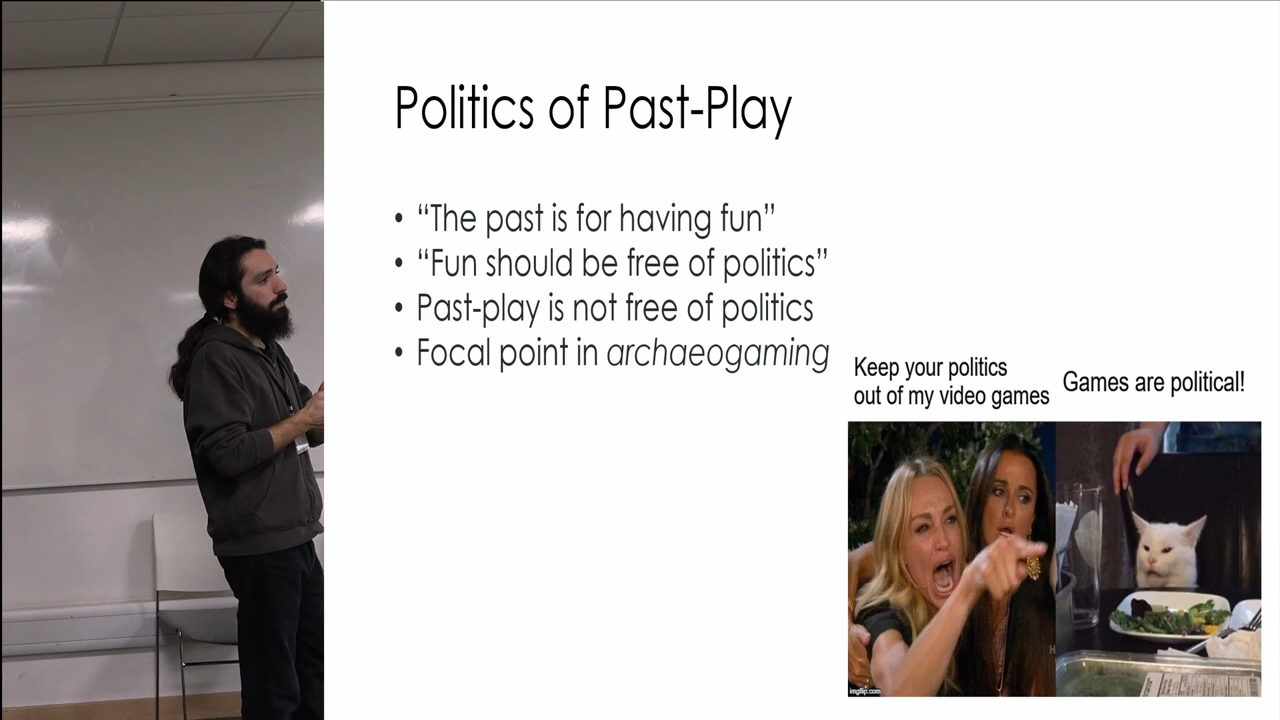 Politics of Past-Play
• “The past is for having fun”
• “Fun should be free of politics”
• Past-play is not free of politics
• Focal point in archaeogaming
Keep your politics
out of my video games
Games are political!
imgflip.com